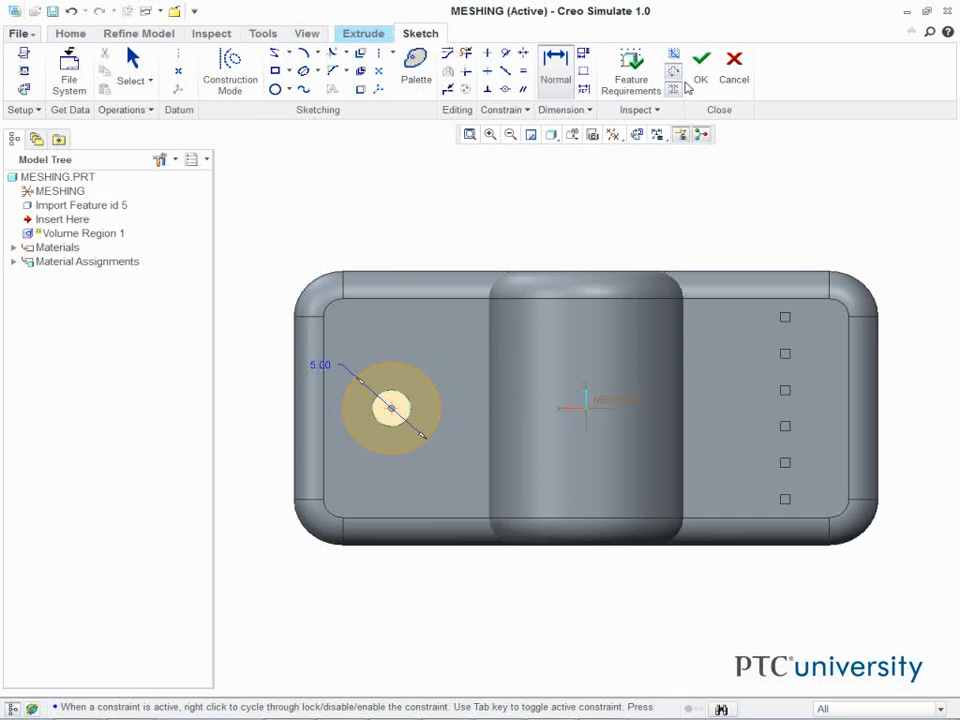 MESHING (Active) - Creo Simulate 1.0
File Home Refine Model Inspect Tools View Extrude Sketch
File System Select Construction Mode Palette Normal Feature Requirements OK Cancel
Setup Get Data Operations Datum Sketching Editing Constrain Dimension Inspect Close
Model Tree
MESHING.PRT
MESHING
Import Feature id 5
Insert Here
Volume Region 1
Materials
Material Assignments
5.00
PTC university
When a constraint is active, right click to cycle through lock/disable/enable the constraint. Use Tab key to toggle active constraint. Press
All